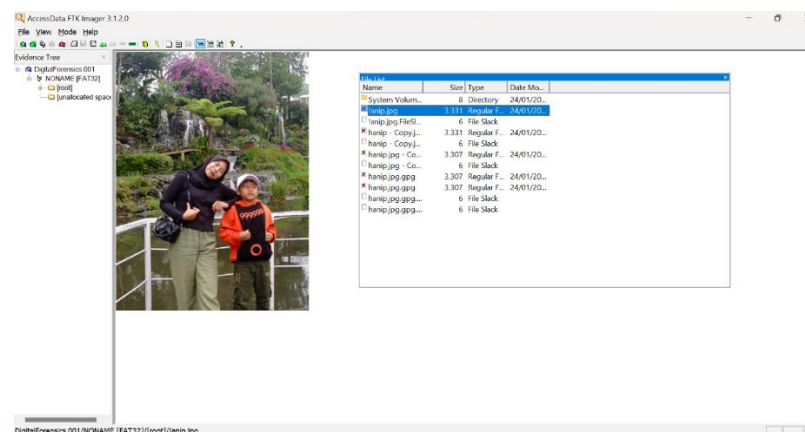 AccessData FTK Imager 3.1.2.0
File View Mode Help
Evidence Tree
DigitalForensics.001
NONAME [FAT32]
[root]
[unallocated space
File List
Name Size Type Date Mo...
System Volum... 8 Directory 24/01/20...
!anip.jpg 3.331 Regular F... 24/01/20...
!anip.jpg.FileSl... 6 File Slack
hanip - Copy.j... 3.331 Regular F... 24/01/20...
hanip - Copy.j... 6 File Slack
hanip.jpg - Co... 3.307 Regular F... 24/01/20...
hanip.jpg - Co... 6 File Slack
hanip.jpg.gpg 3.307 Regular F... 24/01/20...
hanip.jpg.gpg 3.307 Regular F... 24/01/20...
hanip.jpg.gpg.... 6 File Slack
hanip.jpg.gpg.... 6 File Slack
DigitalForensics.001/NONAME [FAT32]/[root]/!anip.jpg